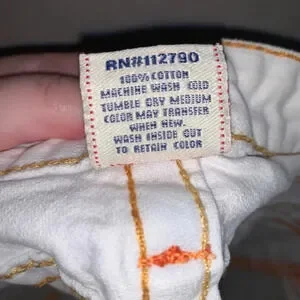 RN#112790
100% COTTON
MACHINE WASH COLD
TUMBLE DRY MEDIUM
COLOR MAY TRANSFER
WHEN NEW.
WASH INSIDE OUT
TO RETAIN COLOR